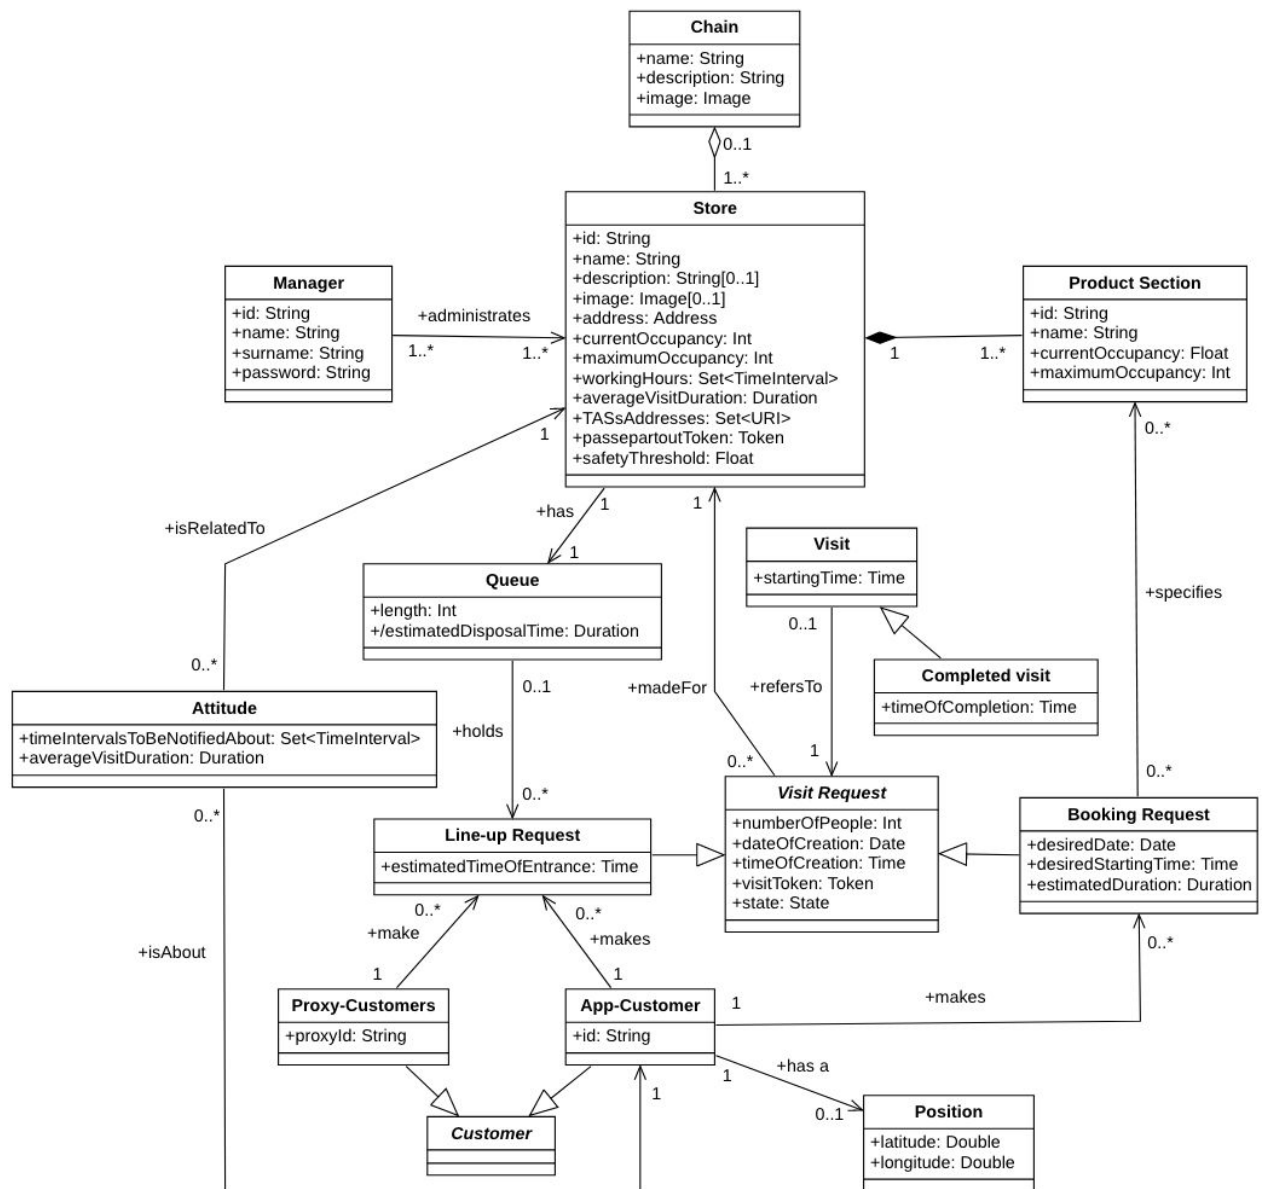 Chain
+name: String
+description: String
+image: Image
0..1
1..*
Store
+id: String
+name: String
+description: String[0..1]
+image: Image[0..1]
+address: Address
+currentOccupancy: Int
+maximumOccupancy: Int
+workingHours: Set<TimeInterval>
+averageVisitDuration: Duration
+TASsAddresses: Set<URI>
+passepartoutToken: Token
+safetyThreshold: Float
Manager
+id: String
+name: String
+surname: String
+password: String
+administrates
1..*
1..*
Product Section
+id: String
+name: String
+currentOccupancy: Float
+maximumOccupancy: Int
1
1..*
0..*
1
+isRelatedTo
0..*
+has
1
1
1
Queue
+length: Int
+/estimatedDisposalTime: Duration
Visit
+startingTime: Time
0..1
+specifies
Completed visit
+timeOfCompletion: Time
0..1
+madeFor
+refersTo
+holds
0..*
1
0..*
0..*
Attitude
+timeIntervalsToBeNotifiedAbout: Set<TimeInterval>
+averageVisitDuration: Duration
0..*
Line-up Request
+estimatedTimeOfEntrance: Time
Visit Request
+numberOfPeople: Int
+dateOfCreation: Date
+timeOfCreation: Time
+visitToken: Token
+state: State
Booking Request
+desiredDate: Date
+desiredStartingTime: Time
+estimatedDuration: Duration
0..*
0..*
0..*
+make
+makes
+isAbout
1
1
1
+makes
Proxy-Customers
+proxyId: String
App-Customer
+id: String
+has a
1
1
0..1
Position
+latitude: Double
+longitude: Double
Customer